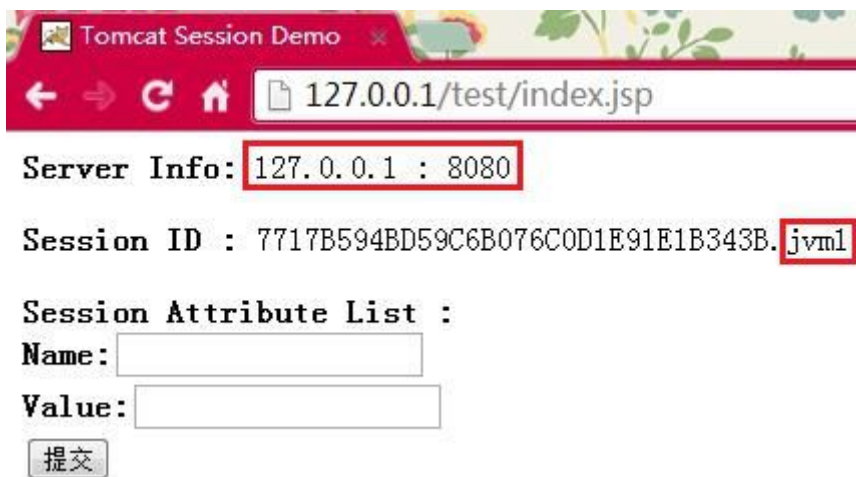 Tomcat Session Demo
127.0.0.1/test/index.jsp
Server Info: 127.0.0.1 : 8080
Session ID : 7717B594BD59C6B076C0D1E91E1B343B.jvm1
Session Attribute List :
Name:
Value:
提交